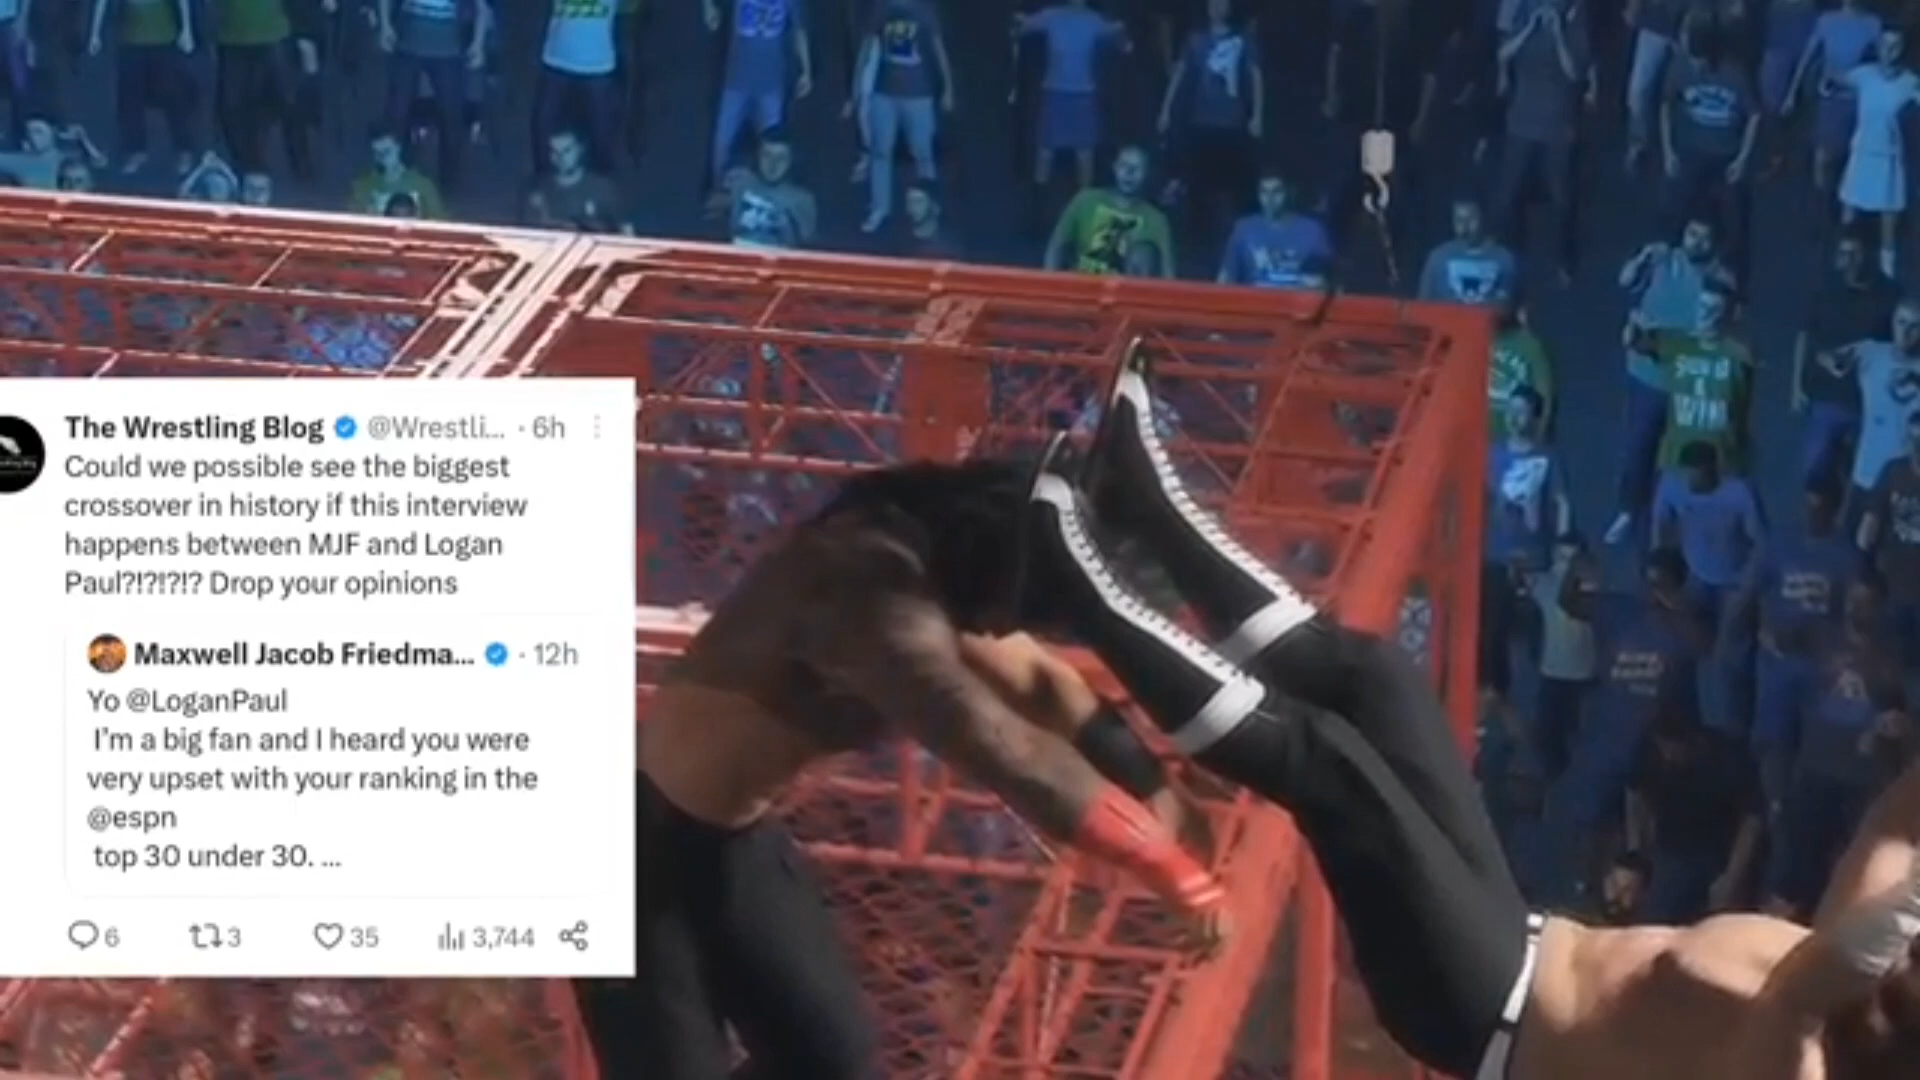 The Wrestling Blog @Wrestli... · 6h
Could we possible see the biggest
crossover in history if this interview
happens between MJF and Logan
Paul?!?!?!? Drop your opinions
Maxwell Jacob Friedma... · 12h
Yo @LoganPaul
I'm a big fan and I heard you were
very upset with your ranking in the
@espn
top 30 under 30. ...
6 3 35 3,744